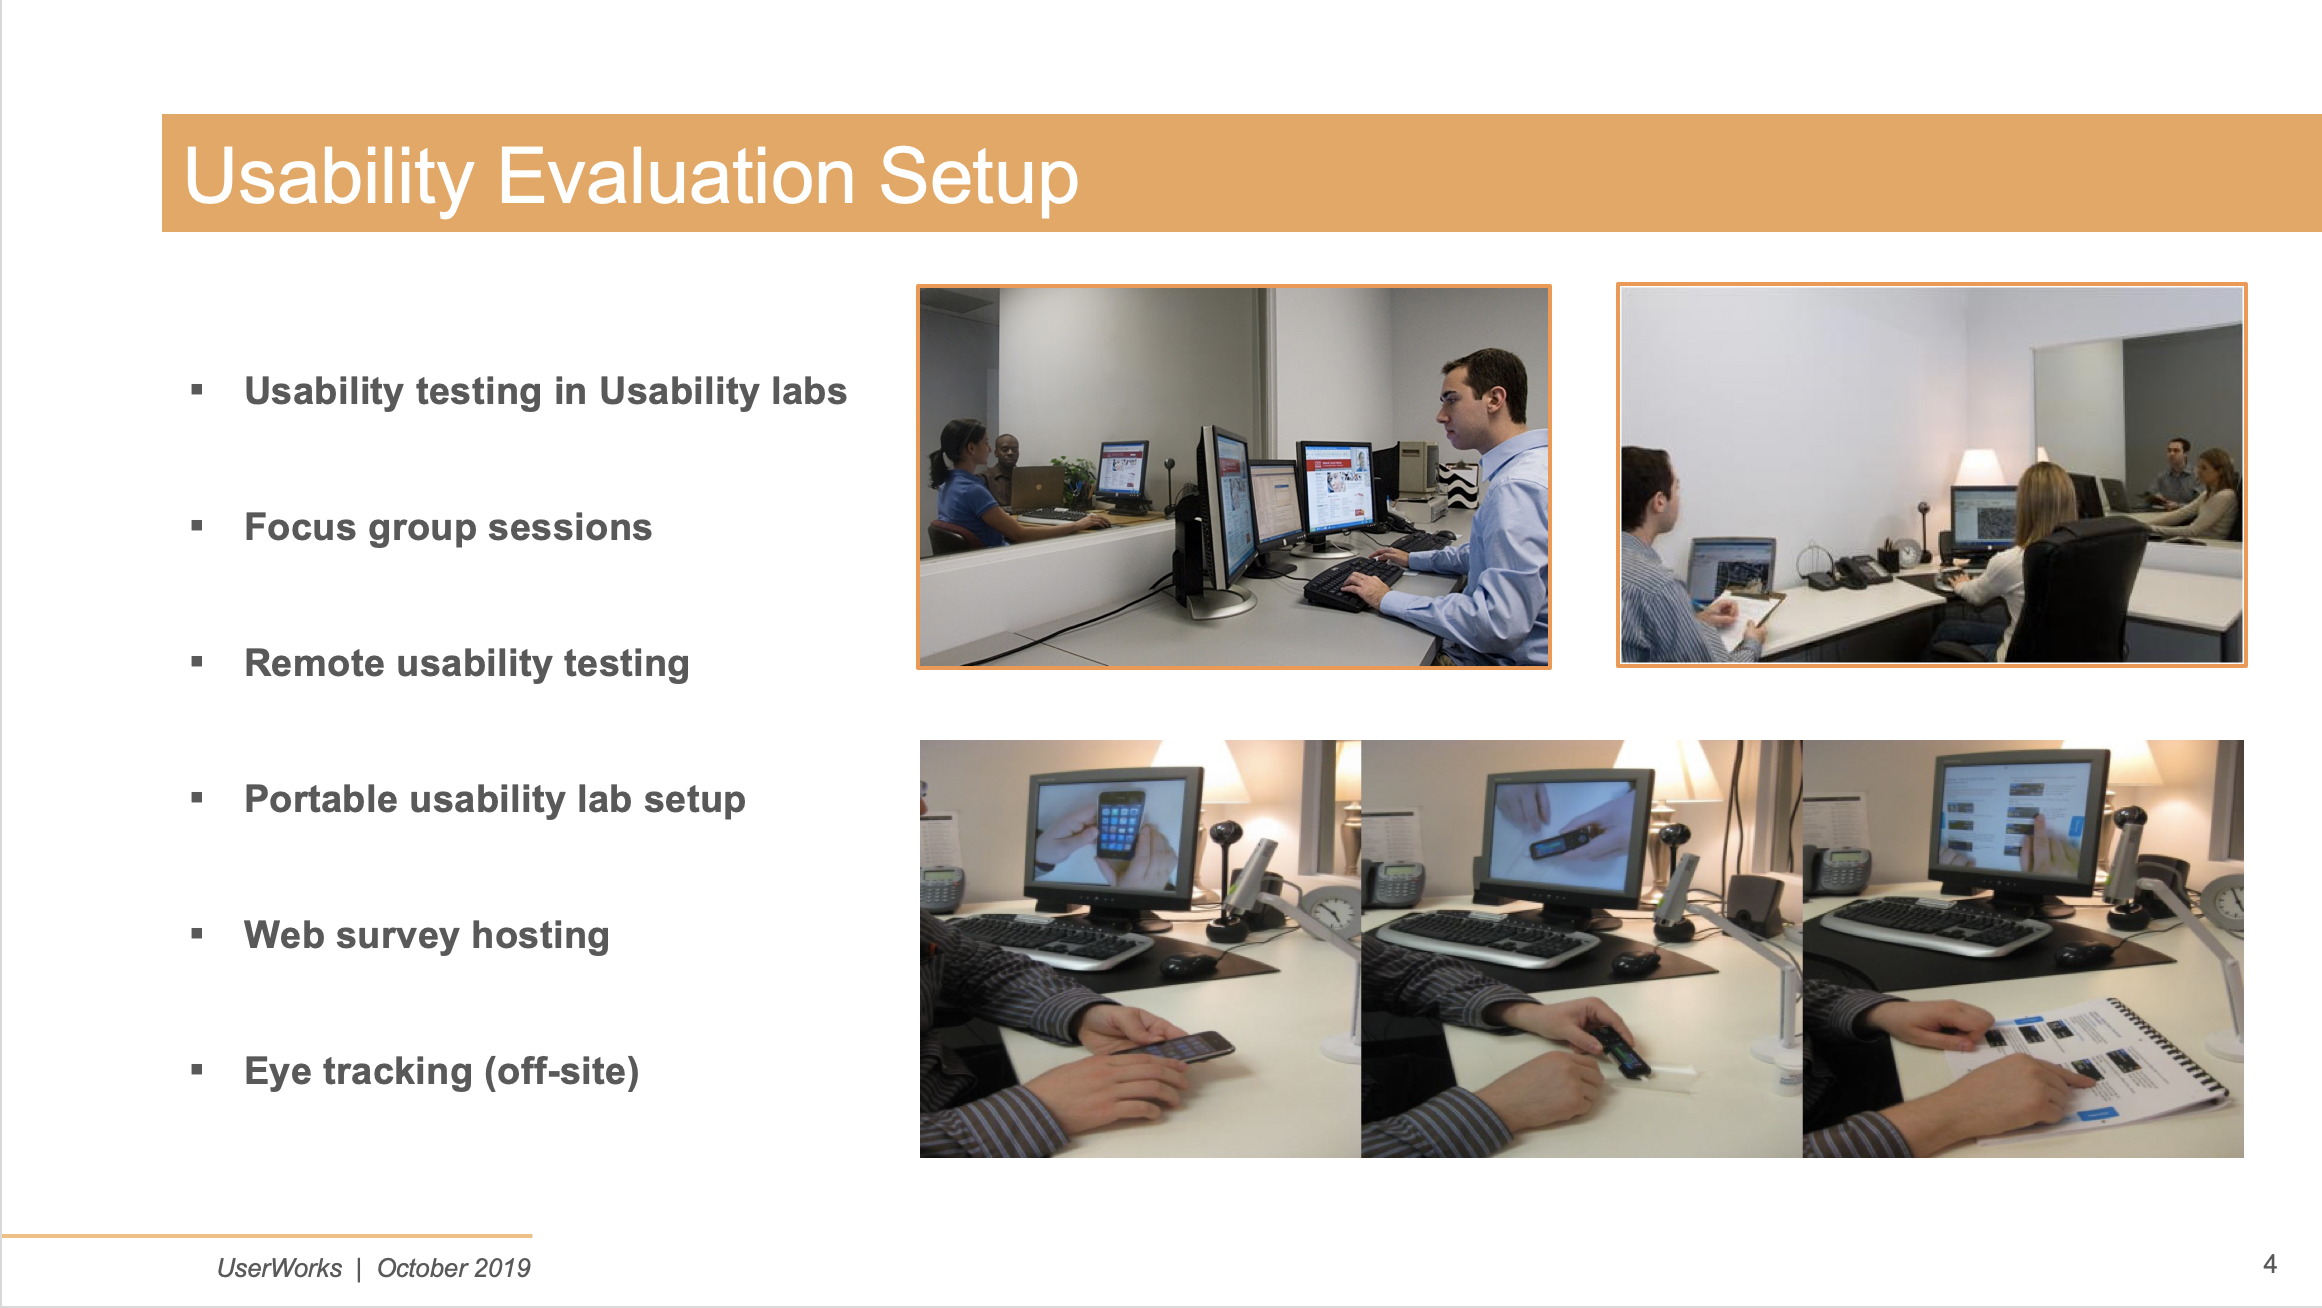 Usability Evaluation Setup
▪ Usability testing in Usability labs
▪ Focus group sessions
▪ Remote usability testing
▪ Portable usability lab setup
▪ Web survey hosting
▪ Eye tracking (off-site)
UserWorks | October 2019
4